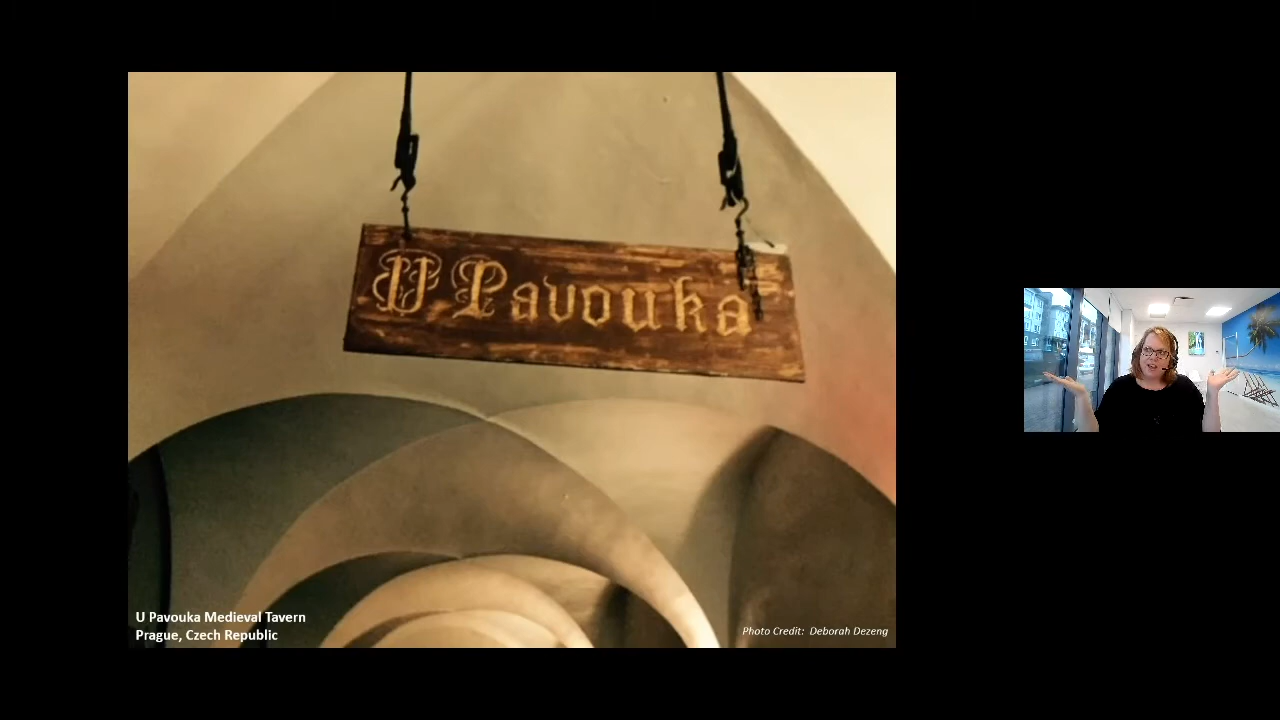 U Pavouka
U Pavouka Medieval Tavern
Prague, Czech Republic
Photo Credit: Deborah Dezeng